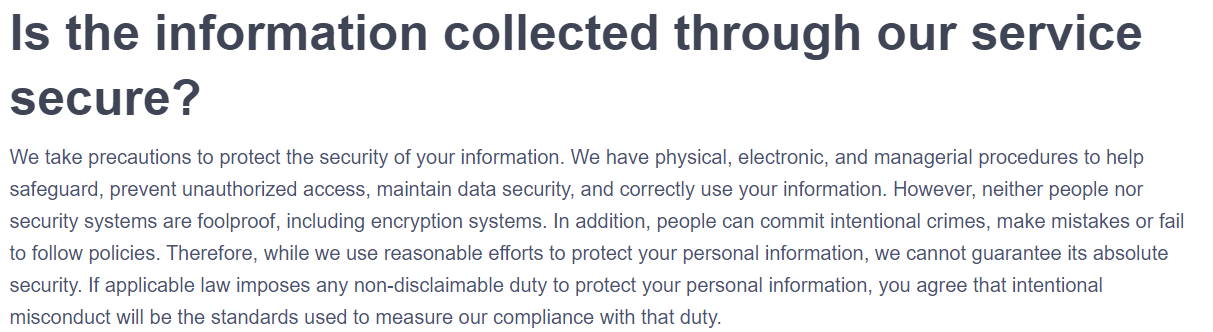 Is the information collected through our service
secure?
We take precautions to protect the security of your information. We have physical, electronic, and managerial procedures to help
safeguard, prevent unauthorized access, maintain data security, and correctly use your information. However, neither people nor
security systems are foolproof, including encryption systems. In addition, people can commit intentional crimes, make mistakes or fail
to follow policies. Therefore, while we use reasonable efforts to protect your personal information, we cannot guarantee its absolute
security. If applicable law imposes any non-disclaimable duty to protect your personal information, you agree that intentional
misconduct will be the standards used to measure our compliance with that duty.